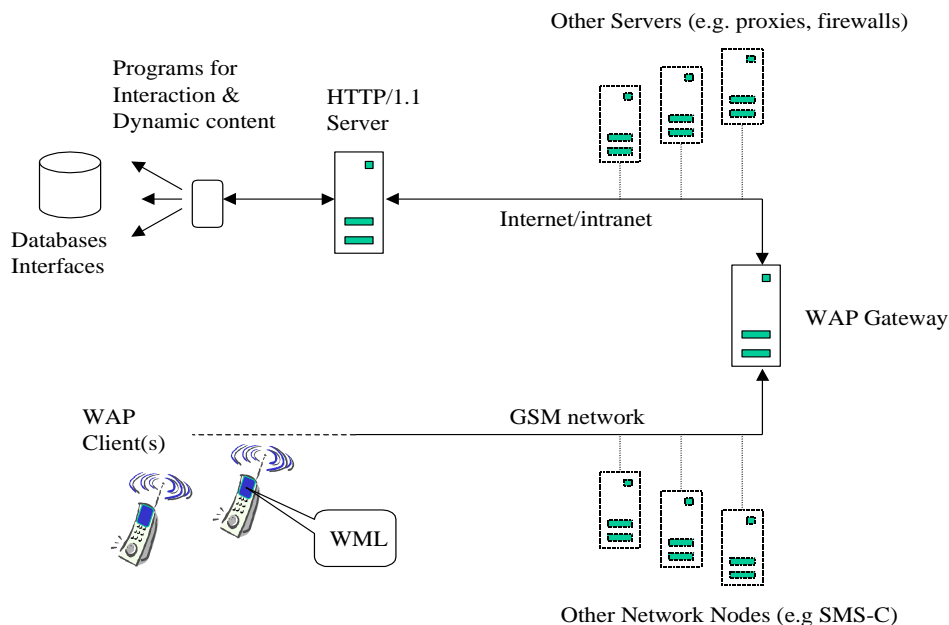 Other Servers (e.g. proxies, firewalls)
Programs for
Interaction &
Dynamic content
HTTP/1.1
Server
Internet/intranet
Databases
Interfaces
WAP Gateway
GSM network
WAP
Client(s)
WML
Other Network Nodes (e.g SMS-C)